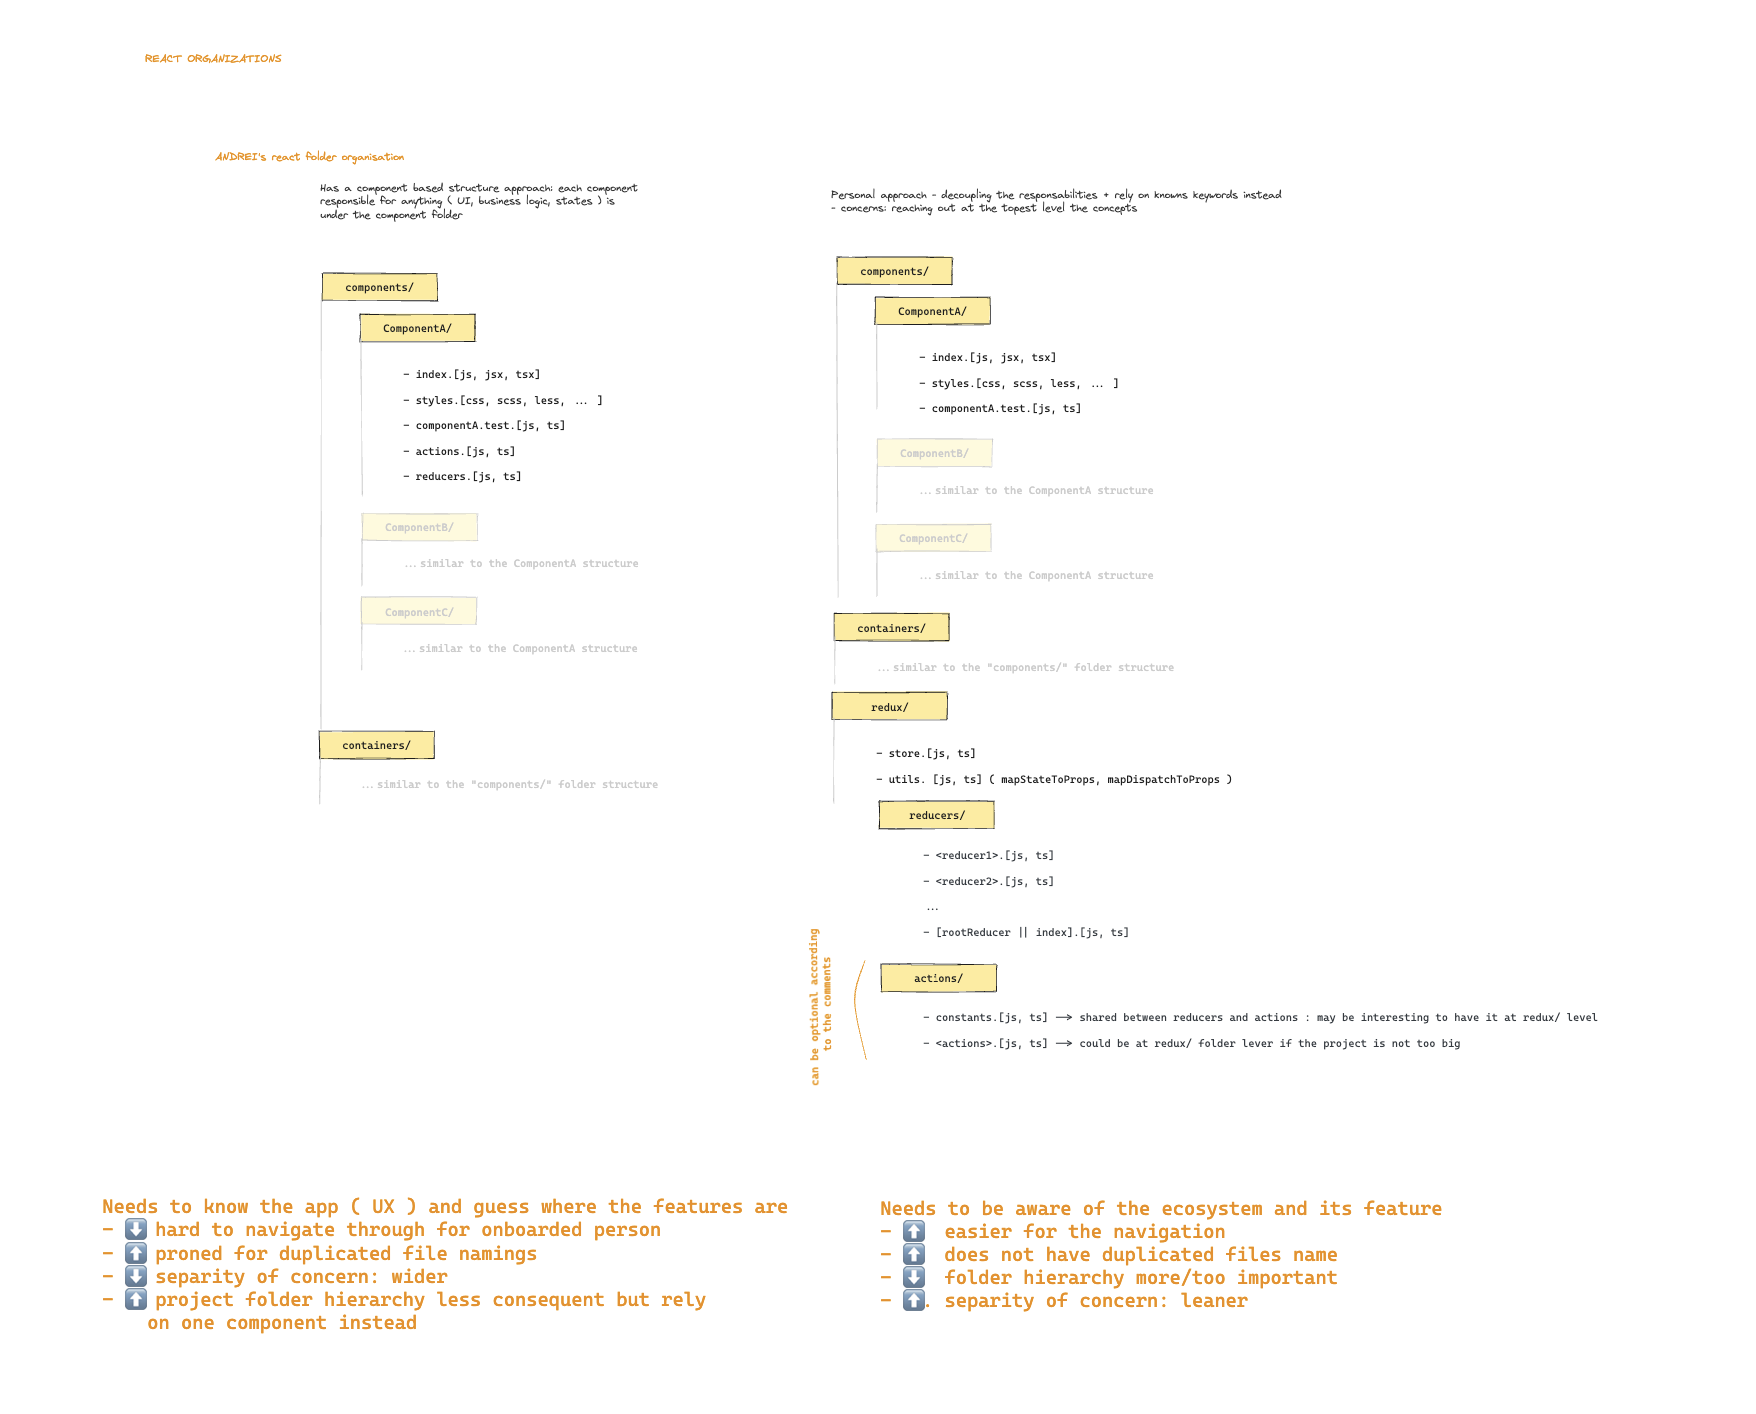 REACT ORGANIZATIONS
ANDREI's react folder organisation
Has a component based structure approach: each component
responsible for anything ( UI, business logic, states ) is
under the component folder
components/
ComponentA/
- index.[js, jsx, tsx]
- styles.[css, scss, less, ... ]
- componentA.test.[js, ts]
- actions.[js, ts]
- reducers.[js, ts]
ComponentB/
...similar to the ComponentA structure
ComponentC/
...similar to the ComponentA structure
containers/
...similar to the "components/" folder structure
Needs to know the app ( UX ) and guess where the features are
- ⬇️ hard to navigate through for onboarded person
- ⬆️ proned for duplicated file namings
- ⬇️ separity of concern: wider
- ⬆️ project folder hierarchy less consequent but rely
on one component instead
Personal approach - decoupling the responsabilities + rely on knowns keywords instead
- concerns: reaching out at the topest level the concepts
components/
ComponentA/
- index.[js, jsx, tsx]
- styles.[css, scss, less, ... ]
- componentA.test.[js, ts]
ComponentB/
...similar to the ComponentA structure
ComponentC/
...similar to the ComponentA structure
containers/
...similar to the "components/" folder structure
redux/
- store.[js, ts]
- utils. [js, ts] ( mapStateToProps, mapDispatchToProps )
reducers/
- <reducer1>.[js, ts]
- <reducer2>.[js, ts]
...
- [rootReducer || index].[js, ts]
can be optional according
to the comments
actions/
- constants.[js, ts] --> shared between reducers and actions : may be interesting to have it at redux/ level
- <actions>.[js, ts] --> could be at redux/ folder lever if the project is not too big
Needs to be aware of the ecosystem and its feature
- ⬆️ easier for the navigation
- ⬆️ does not have duplicated files name
- ⬇️ folder hierarchy more/too important
- ⬆️. separity of concern: leaner